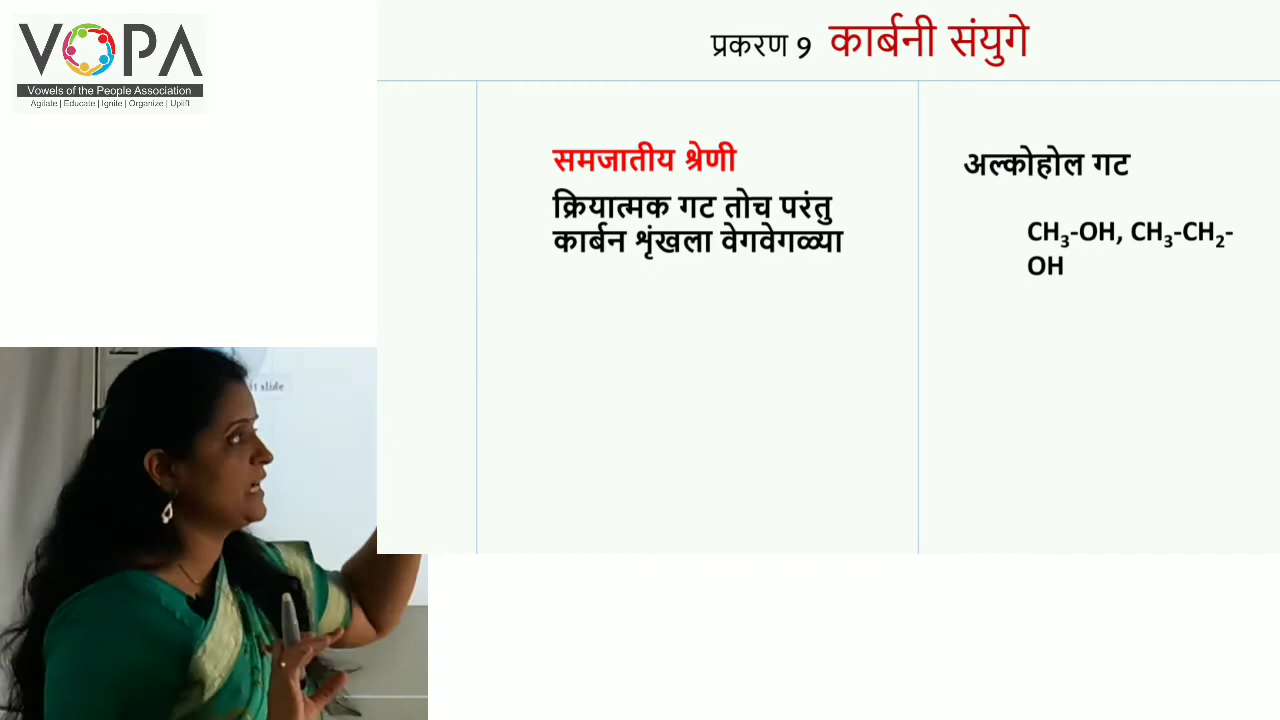 VOPA
Vowels of the People Association
Agitate | Educate | Ignite | Organize | Uplift
प्रकरण 9 कार्बनी संयुगे
समजातीय श्रेणी
क्रियात्मक गट तोच परंतु
कार्बन शृंखला वेगवेगळ्या
अल्कोहोल गट
CH₃-OH, CH₃-CH₂-
OH
slide